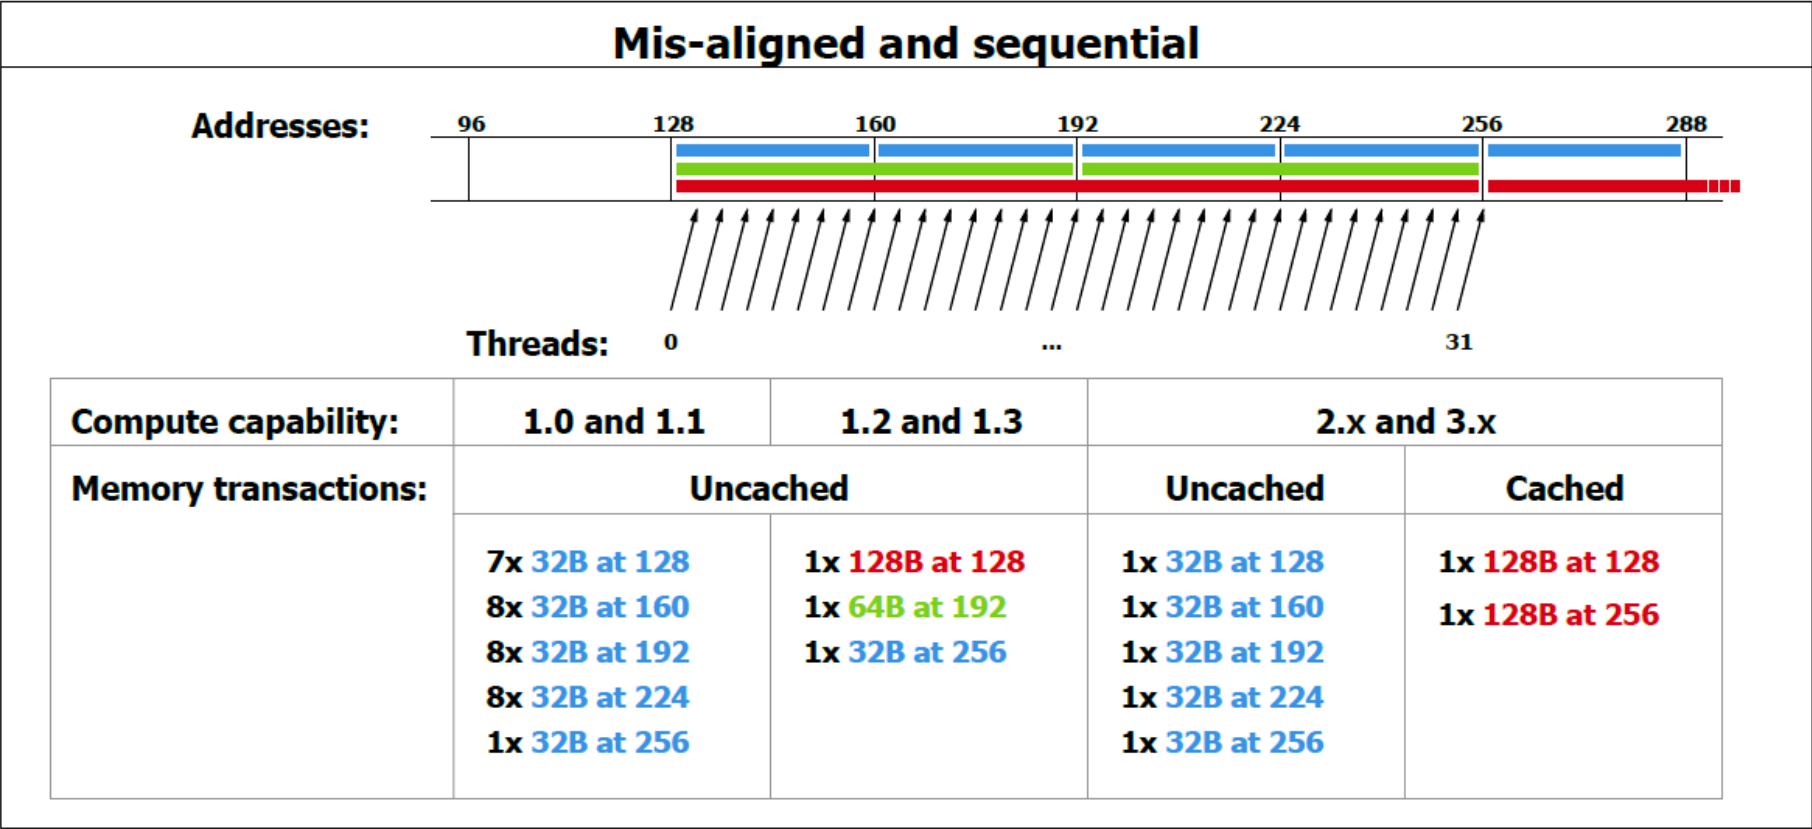 Mis-aligned and sequential
Addresses: 96 128 160 192 224 256 288
Threads: 0 ... 31
Compute capability: 1.0 and 1.1 1.2 and 1.3 2.x and 3.x
Memory transactions: Uncached Uncached Cached
7x 32B at 128 1x 128B at 128 1x 32B at 128 1x 128B at 128
8x 32B at 160 1x 64B at 192 1x 32B at 160 1x 128B at 256
8x 32B at 192 1x 32B at 256 1x 32B at 192
8x 32B at 224 1x 32B at 224
1x 32B at 256 1x 32B at 256